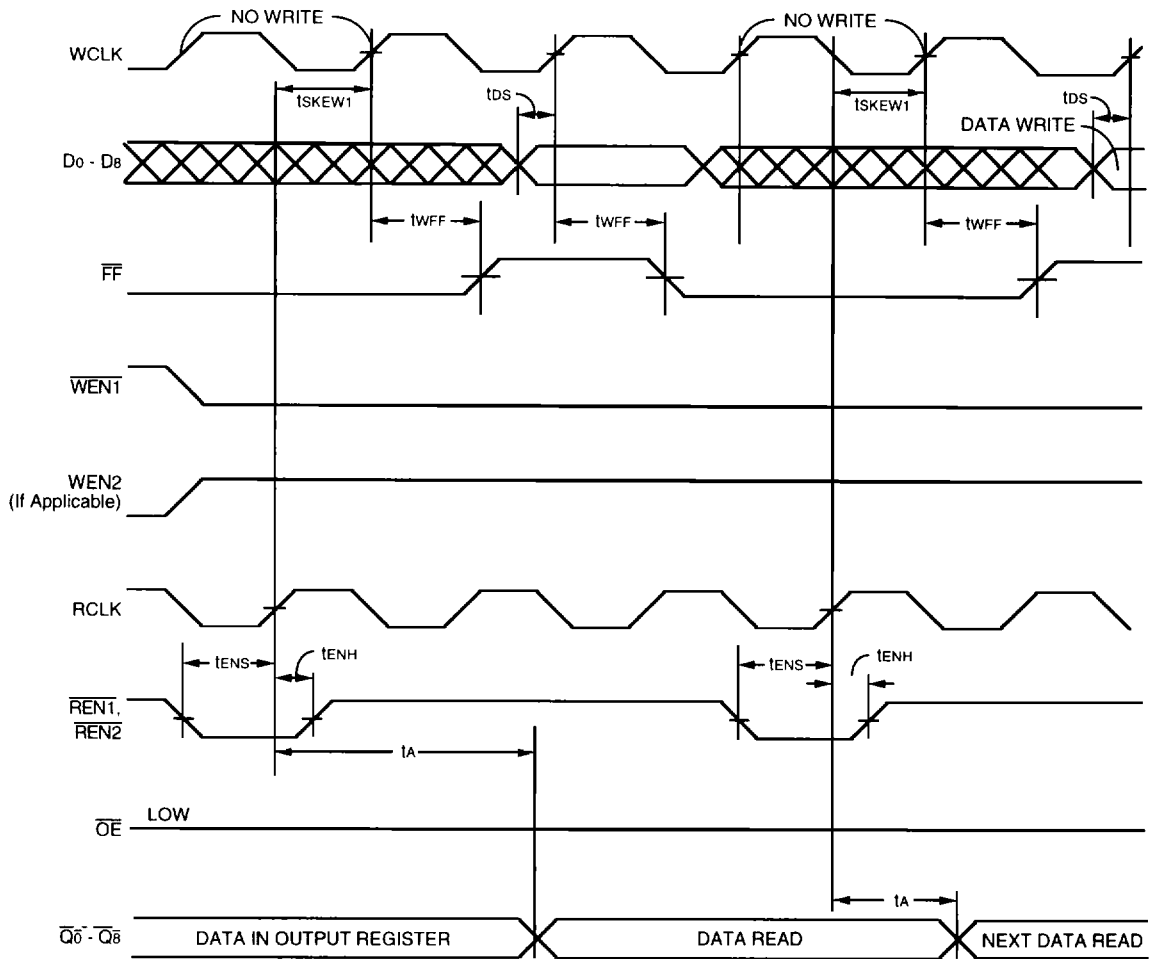 NO WRITE
NO WRITE
WCLK
tSKEW1
tDS
tSKEW1
tDS
DATA WRITE
D0 - D8
tWFF
tWFF
tWFF
FF
WEN1
WEN2
(If Applicable)
RCLK
tENS
tENH
tENS
tENH
REN1,
REN2
tA
LOW
OE
tA
Q0 - Q8
DATA IN OUTPUT REGISTER
DATA READ
NEXT DATA READ